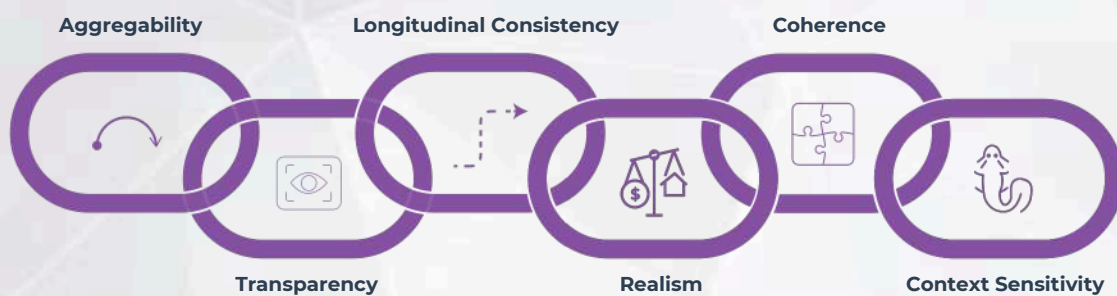 Aggregability
Longitudinal Consistency
Coherence
$
Transparency
Realism
Context Sensitivity